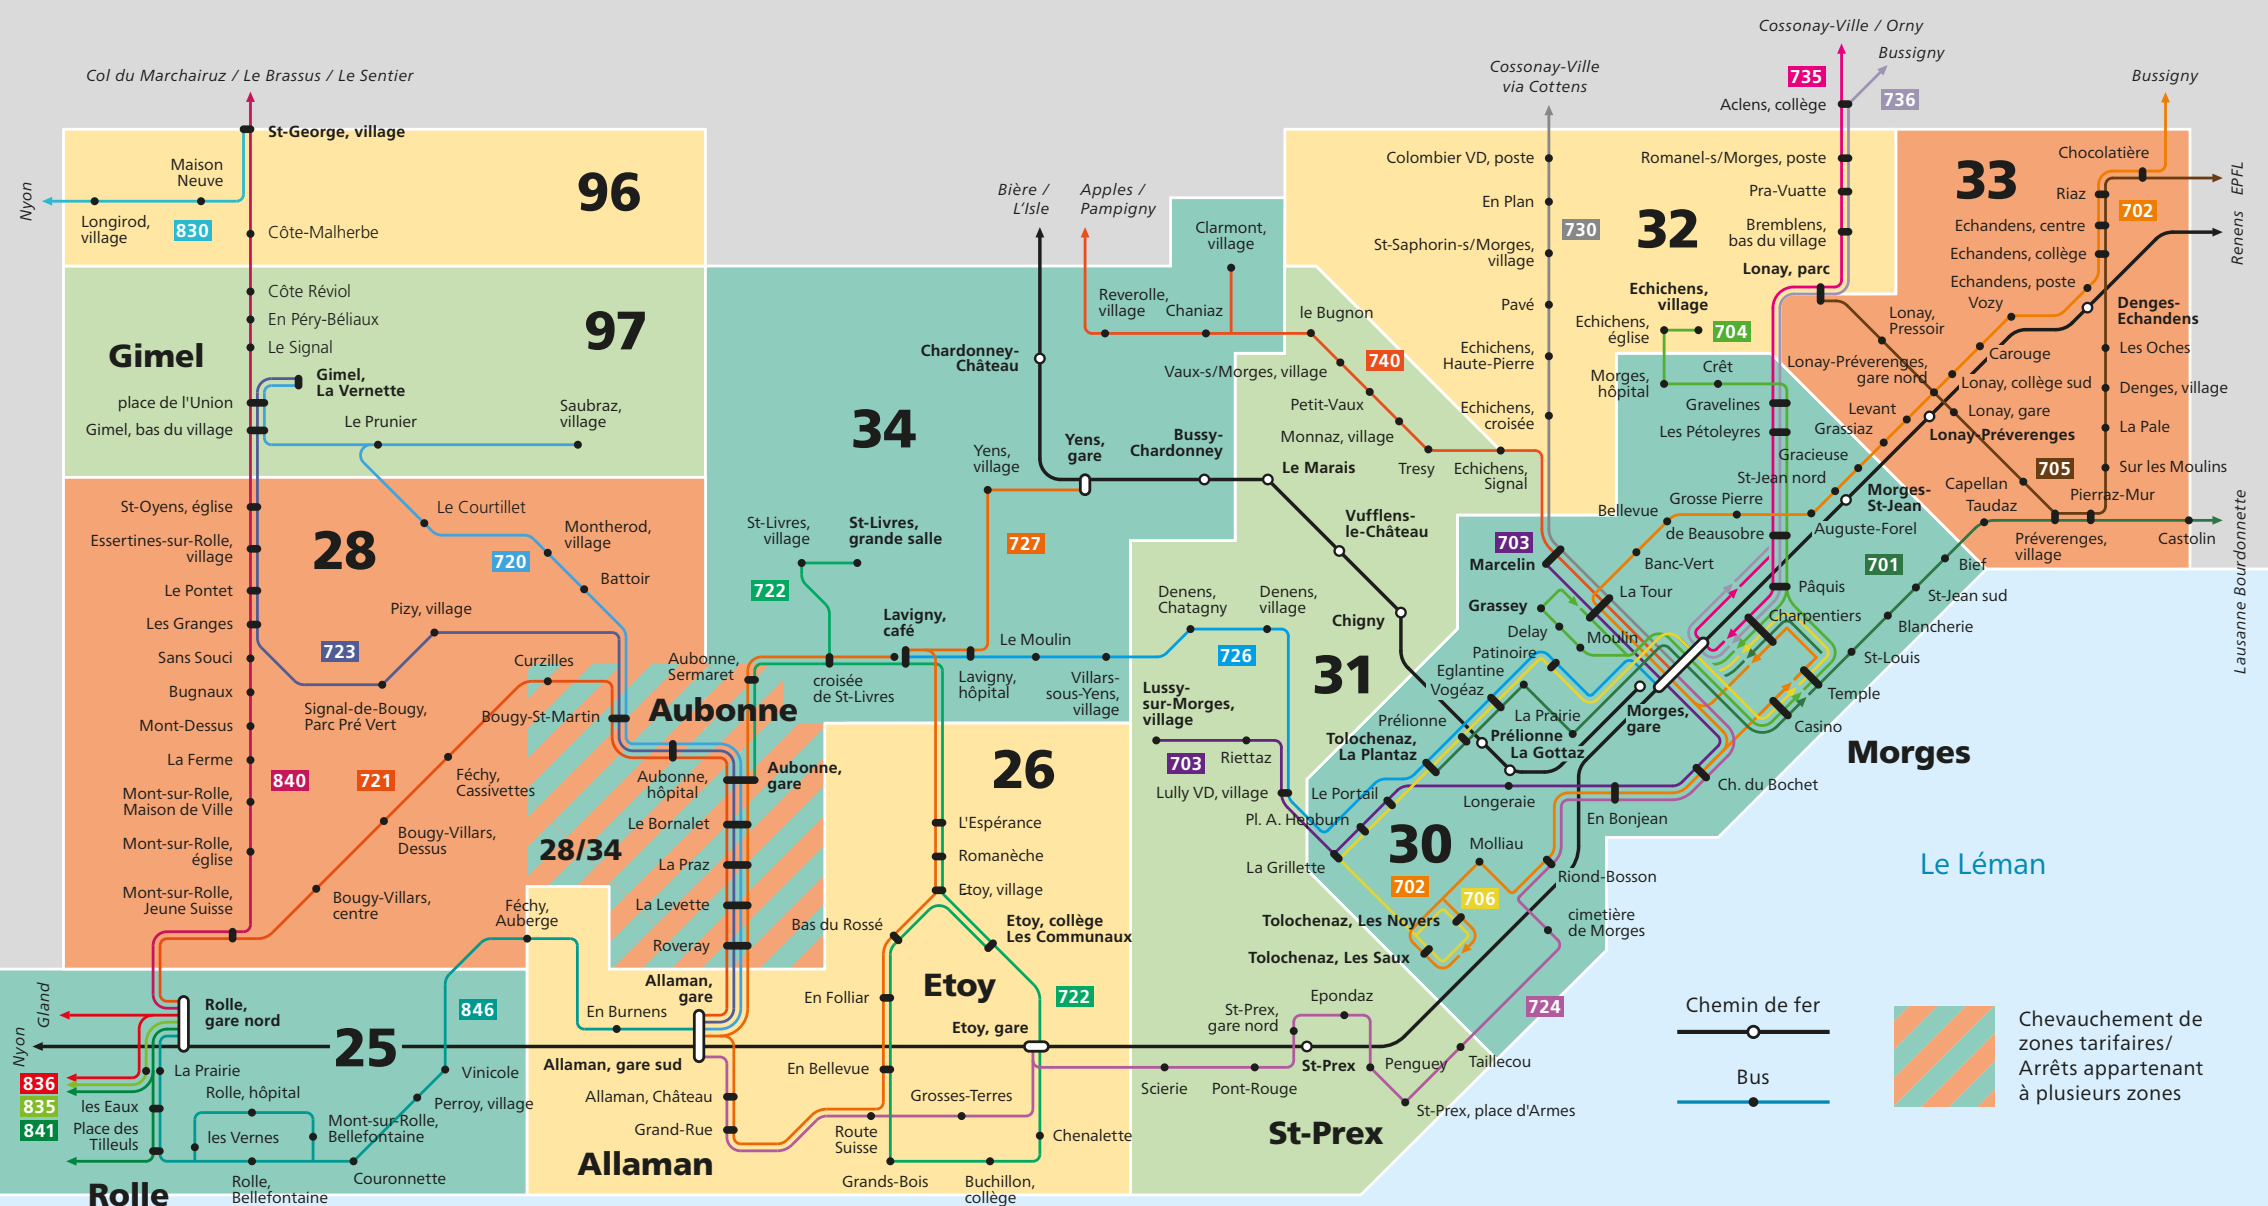 Cossonay-Ville / Orny
Bussigny
Col du Marchairuz / Le Brassus / Le Sentier
Cossonay-Ville
via Cottens
735
736
Bussigny
Aclens, collège
St-George, village
Maison
Neuve
96
Nyon
Longirod,
village
830
Côte-Malherbe
Bière /
L'Isle
Apples /
Pampigny
Clarmont,
village
Colombier VD, poste
En Plan
St-Saphorin-s/Morges,
village
730
32
Pavé
Echichens,
Haute-Pierre
Echichens,
croisée
Romanel-s/Morges, poste
Pra-Vuatte
Bremblens,
bas du village
Lonay, parc
Echichens,
village
Echichens,
église
704
Morges,
hôpital
Crêt
Gravelines
Les Pétoleyres
33
Chocolatière
Riaz
702
EPFL
Renens
Echandens, centre
Echandens, collège
Echandens, poste
Vozy
Denges-
Echandens
Lonay,
Pressoir
Carouge
Lonay-Préverenges,
gare nord
Lonay, collège sud
Les Oches
Denges, village
La Pale
Sur les Moulins
Levant
Lonay, gare
Grassiaz
Lonay-Préverenges
Gracieuse
705
Capellan
Taudaz
Pierraz-Mur
St-Jean nord
Morges-
St-Jean
Grosse Pierre
Bellevue
de Beausobre
Auguste-Forel
Préverenges,
village
Castolin
Lausanne Bourdonnette
Gimel
97
Côte Réviol
En Péry-Béliaux
Le Signal
Gimel,
La Vernette
place de l'Union
Gimel, bas du village
Le Prunier
Saubraz,
village
34
Chardonney-
Château
Reverolle,
village
Chaniaz
le Bugnon
740
Vaux-s/Morges, village
Petit-Vaux
Monnaz, village
Tresy
Echichens,
Signal
Yens,
village
Yens,
gare
Bussy-
Chardonney
Le Marais
Vufflens-
le-Château
Chigny
31
28
St-Oyens, église
Essertines-sur-Rolle,
village
Le Pontet
Les Granges
Sans Souci
Bugnaux
Mont-Dessus
La Ferme
Mont-sur-Rolle,
Maison de Ville
Mont-sur-Rolle,
église
Mont-sur-Rolle,
Jeune Suisse
Le Courtillet
Montherod,
village
720
Battoir
Pizy, village
723
Signal-de-Bougy,
Parc Pré Vert
Curzilles
Bougy-St-Martin
840
721
Féchy,
Cassivettes
Bougy-Villars,
Dessus
Bougy-Villars,
centre
St-Livres,
village
St-Livres,
grande salle
722
727
Lavigny,
café
Le Moulin
croisée
de St-Livres
Lavigny,
hôpital
Villars-
sous-Yens,
village
Denens,
Chatagny
Denens,
village
726
Aubonne,
Sermaret
Aubonne
Aubonne,
hôpital
Aubonne,
gare
Le Bornalet
28/34
La Praz
La Levette
Roveray
26
L'Espérance
Romanèche
Etoy, village
Bas du Rossé
Etoy, collège
Les Communaux
Etoy
En Folliar
Etoy, gare
722
En Bellevue
Grosses-Terres
Route
Suisse
Chenalette
Grands-Bois
Buchillon,
collège
Lussy-
sur-Morges,
village
703
Riettaz
Lully VD, village
703
Marcelin
Banc-Vert
La Tour
Grassey
Delay
Moulin
Patinoire
Eglantine
Vogéaz
La Prairie
Prélionne
Prélionne
La Gottaz
Tolochenaz,
La Plantaz
Morges,
gare
Pâquis
Charpentiers
701
Bief
St-Jean sud
Blancherie
St-Louis
Temple
Casino
Morges
Le Portail
Longeraie
Ch. du Bochet
En Bonjean
Pl. A. Hepburn
La Grillette
30
Molliau
Riond-Bosson
702
706
Tolochenaz, Les Noyers
Tolochenaz, Les Saux
cimetière
de Morges
Le Léman
724
Epondaz
St-Prex,
gare nord
St-Prex
Scierie
Pont-Rouge
Penguey
Taillecou
St-Prex, place d'Armes
St-Prex
Féchy,
Auberge
Allaman,
gare
En Burnens
Allaman, gare sud
Allaman, Château
Grand-Rue
Allaman
846
Gland
Nyon
Rolle,
gare nord
25
836
835
841
La Prairie
les Eaux
Place des
Tilleuls
Rolle, hôpital
les Vernes
Mont-sur-Rolle,
Bellefontaine
Vinicole
Perroy, village
Rolle,
Bellefontaine
Couronnette
Rolle
Chemin de fer
Bus
Chevauchement de
zones tarifaires/
Arrêts appartenant
à plusieurs zones